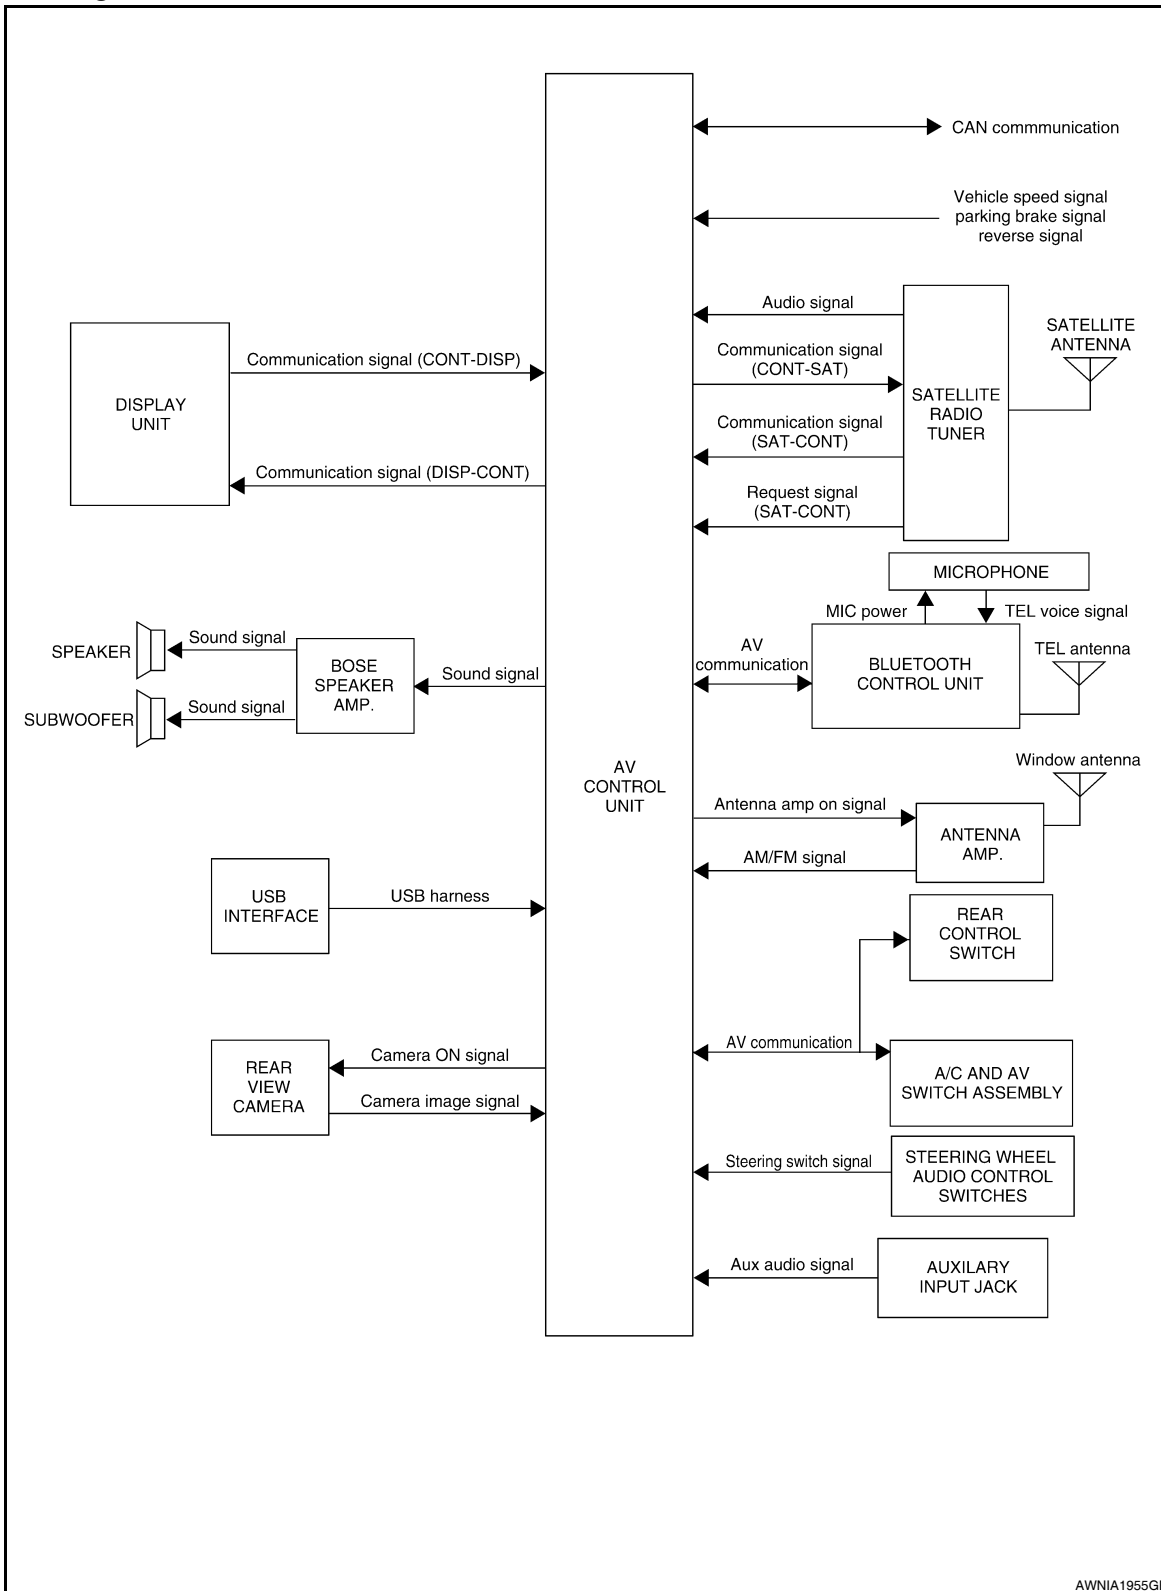 CAN commmunication
Vehicle speed signal
parking brake signal
reverse signal
Audio signal
Communication signal
(CONT-SAT)
Communication signal
(SAT-CONT)
Request signal
(SAT-CONT)
SATELLITE
RADIO
TUNER
SATELLITE
ANTENNA
Communication signal (CONT-DISP)
DISPLAY
UNIT
Communication signal (DISP-CONT)
MICROPHONE
MIC power
TEL voice signal
AV
communication
BLUETOOTH
CONTROL UNIT
TEL antenna
SPEAKER
Sound signal
SUBWOOFER
Sound signal
BOSE
SPEAKER
AMP.
Sound signal
AV
CONTROL
UNIT
Window antenna
Antenna amp on signal
AM/FM signal
ANTENNA
AMP.
USB
INTERFACE
USB harness
REAR
CONTROL
SWITCH
AV communication
A/C AND AV
SWITCH ASSEMBLY
REAR
VIEW
CAMERA
Camera ON signal
Camera image signal
Steering switch signal
STEERING WHEEL
AUDIO CONTROL
SWITCHES
Aux audio signal
AUXILARY
INPUT JACK